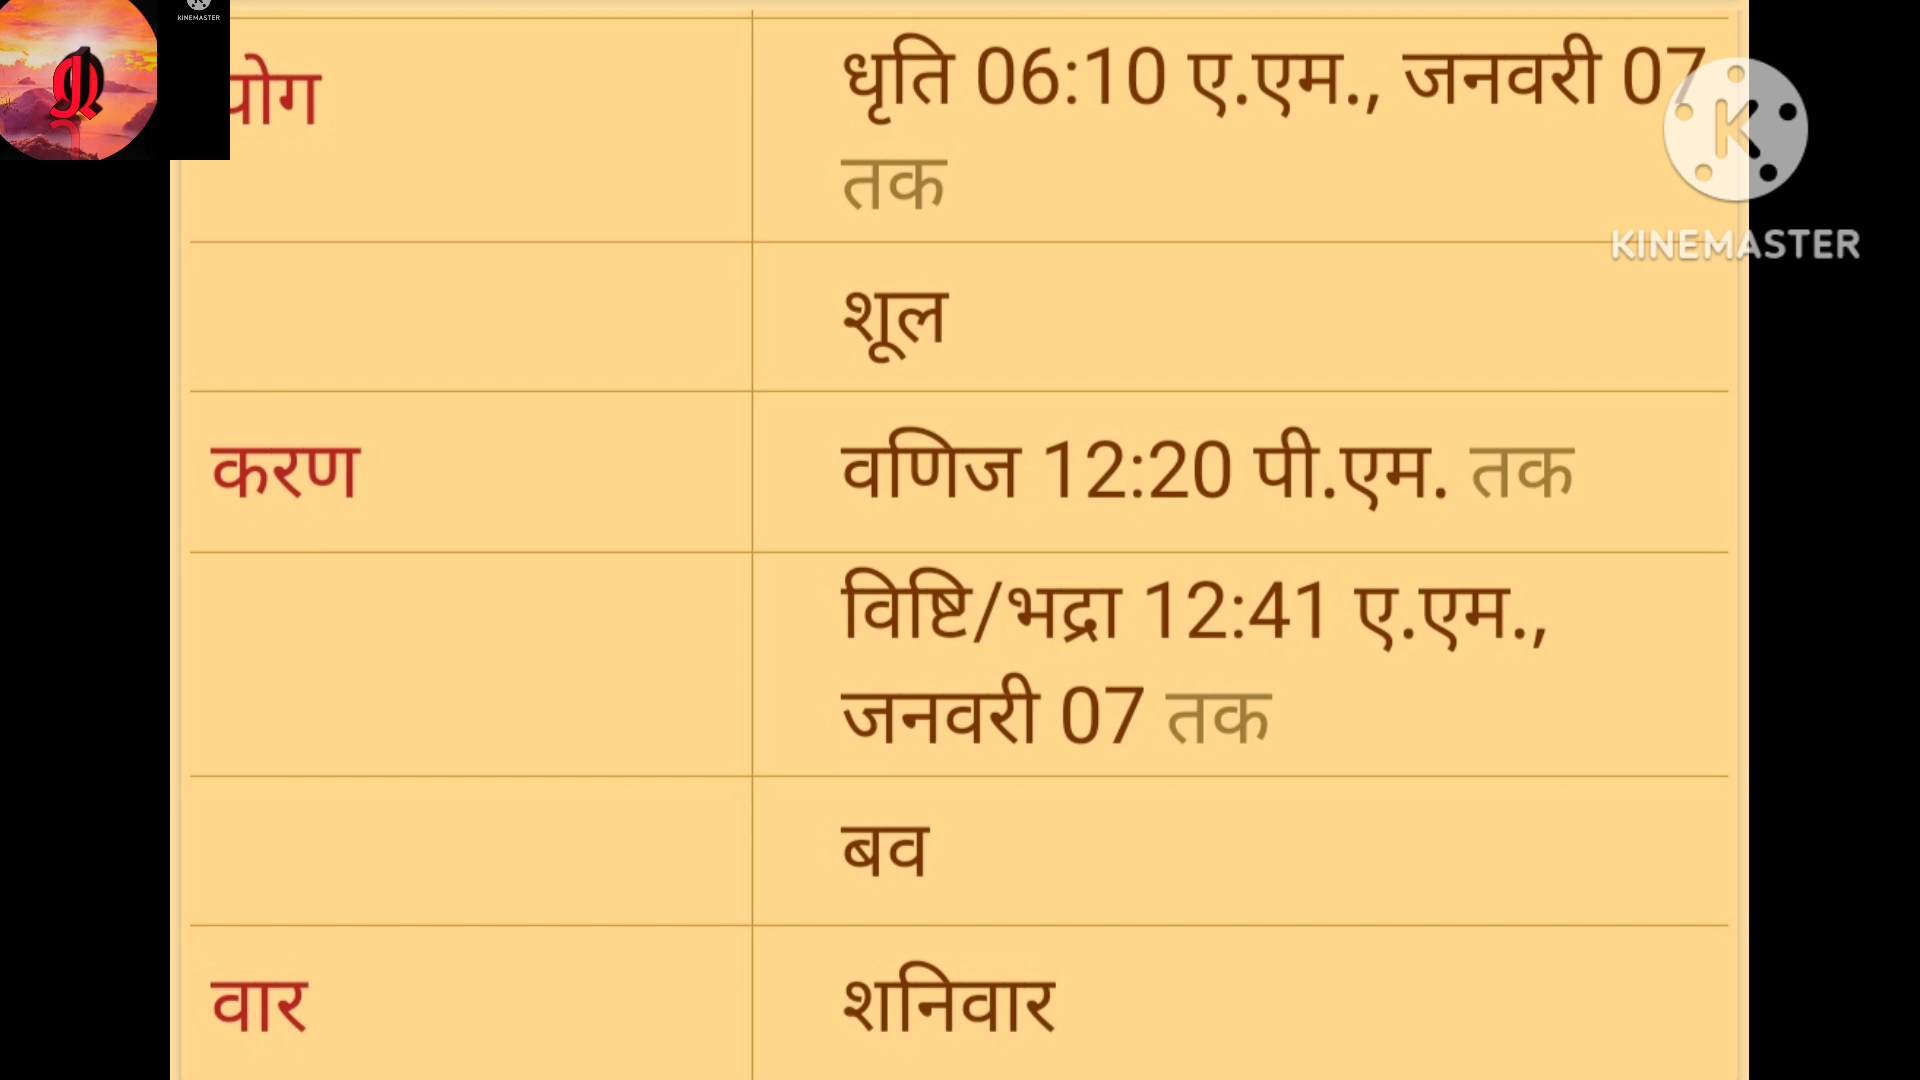 KINEMASTER
योग
धृति 06:10 ए.एम., जनवरी 07
तक
KINEMASTER
शूल
करण
वणिज 12:20 पी.एम. तक
विष्टि/भद्रा 12:41 ए.एम.,
जनवरी 07 तक
बव
वार
शनिवार